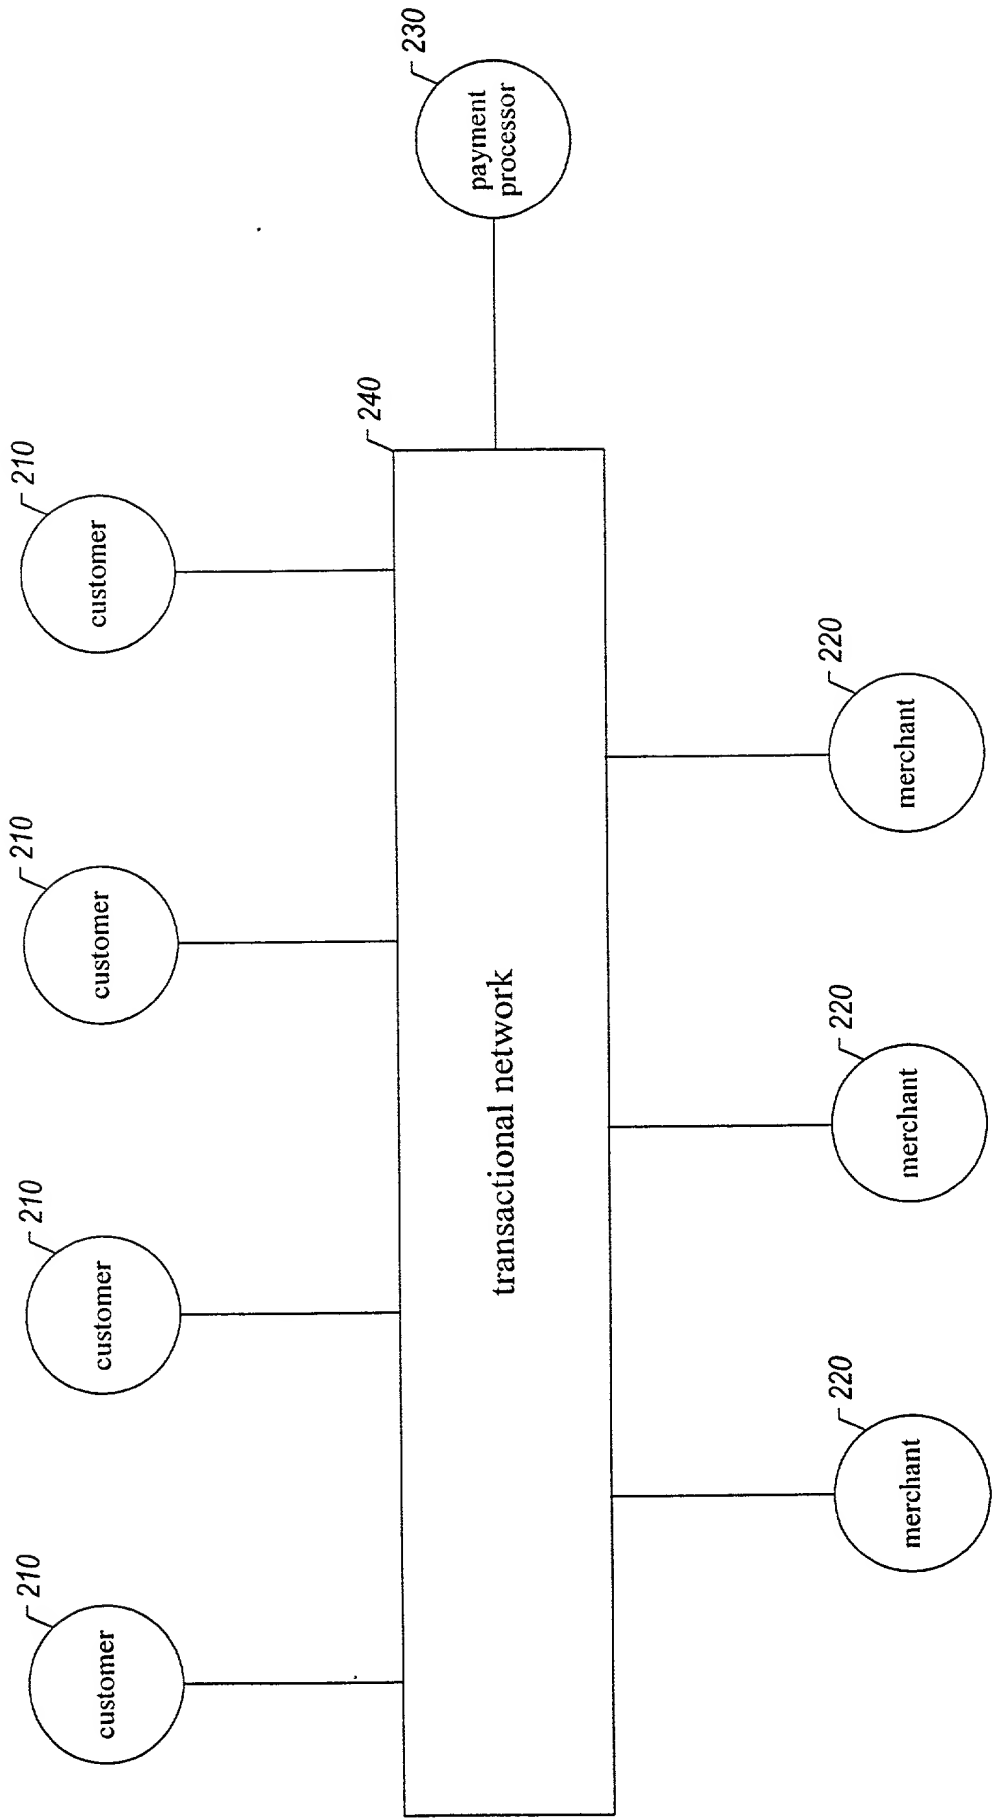 210
customer
210
customer
210
customer
210
customer
240
transactional network
230
payment
processor
220
merchant
220
merchant
220
merchant